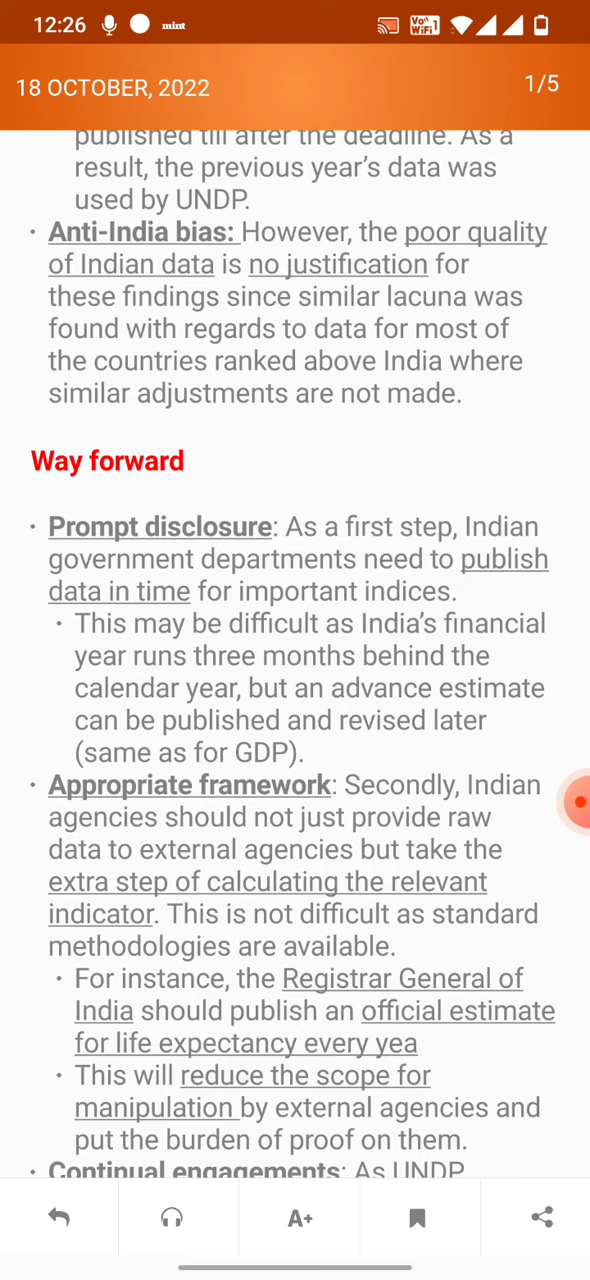 12:26 mint Vo)) WiFi 1
18 OCTOBER, 2022 1/5
published till after the deadline. As a
result, the previous year's data was
used by UNDP.
• Anti-India bias: However, the poor quality
of Indian data is no justification for
these findings since similar lacuna was
found with regards to data for most of
the countries ranked above India where
similar adjustments are not made.
Way forward
• Prompt disclosure: As a first step, Indian
government departments need to publish
data in time for important indices.
• This may be difficult as India's financial
year runs three months behind the
calendar year, but an advance estimate
can be published and revised later
(same as for GDP).
• Appropriate framework: Secondly, Indian
agencies should not just provide raw
data to external agencies but take the
extra step of calculating the relevant
indicator. This is not difficult as standard
methodologies are available.
• For instance, the Registrar General of
India should publish an official estimate
for life expectancy every yea
• This will reduce the scope for
manipulation by external agencies and
put the burden of proof on them.
• Continual engagements: As UNDP
A+